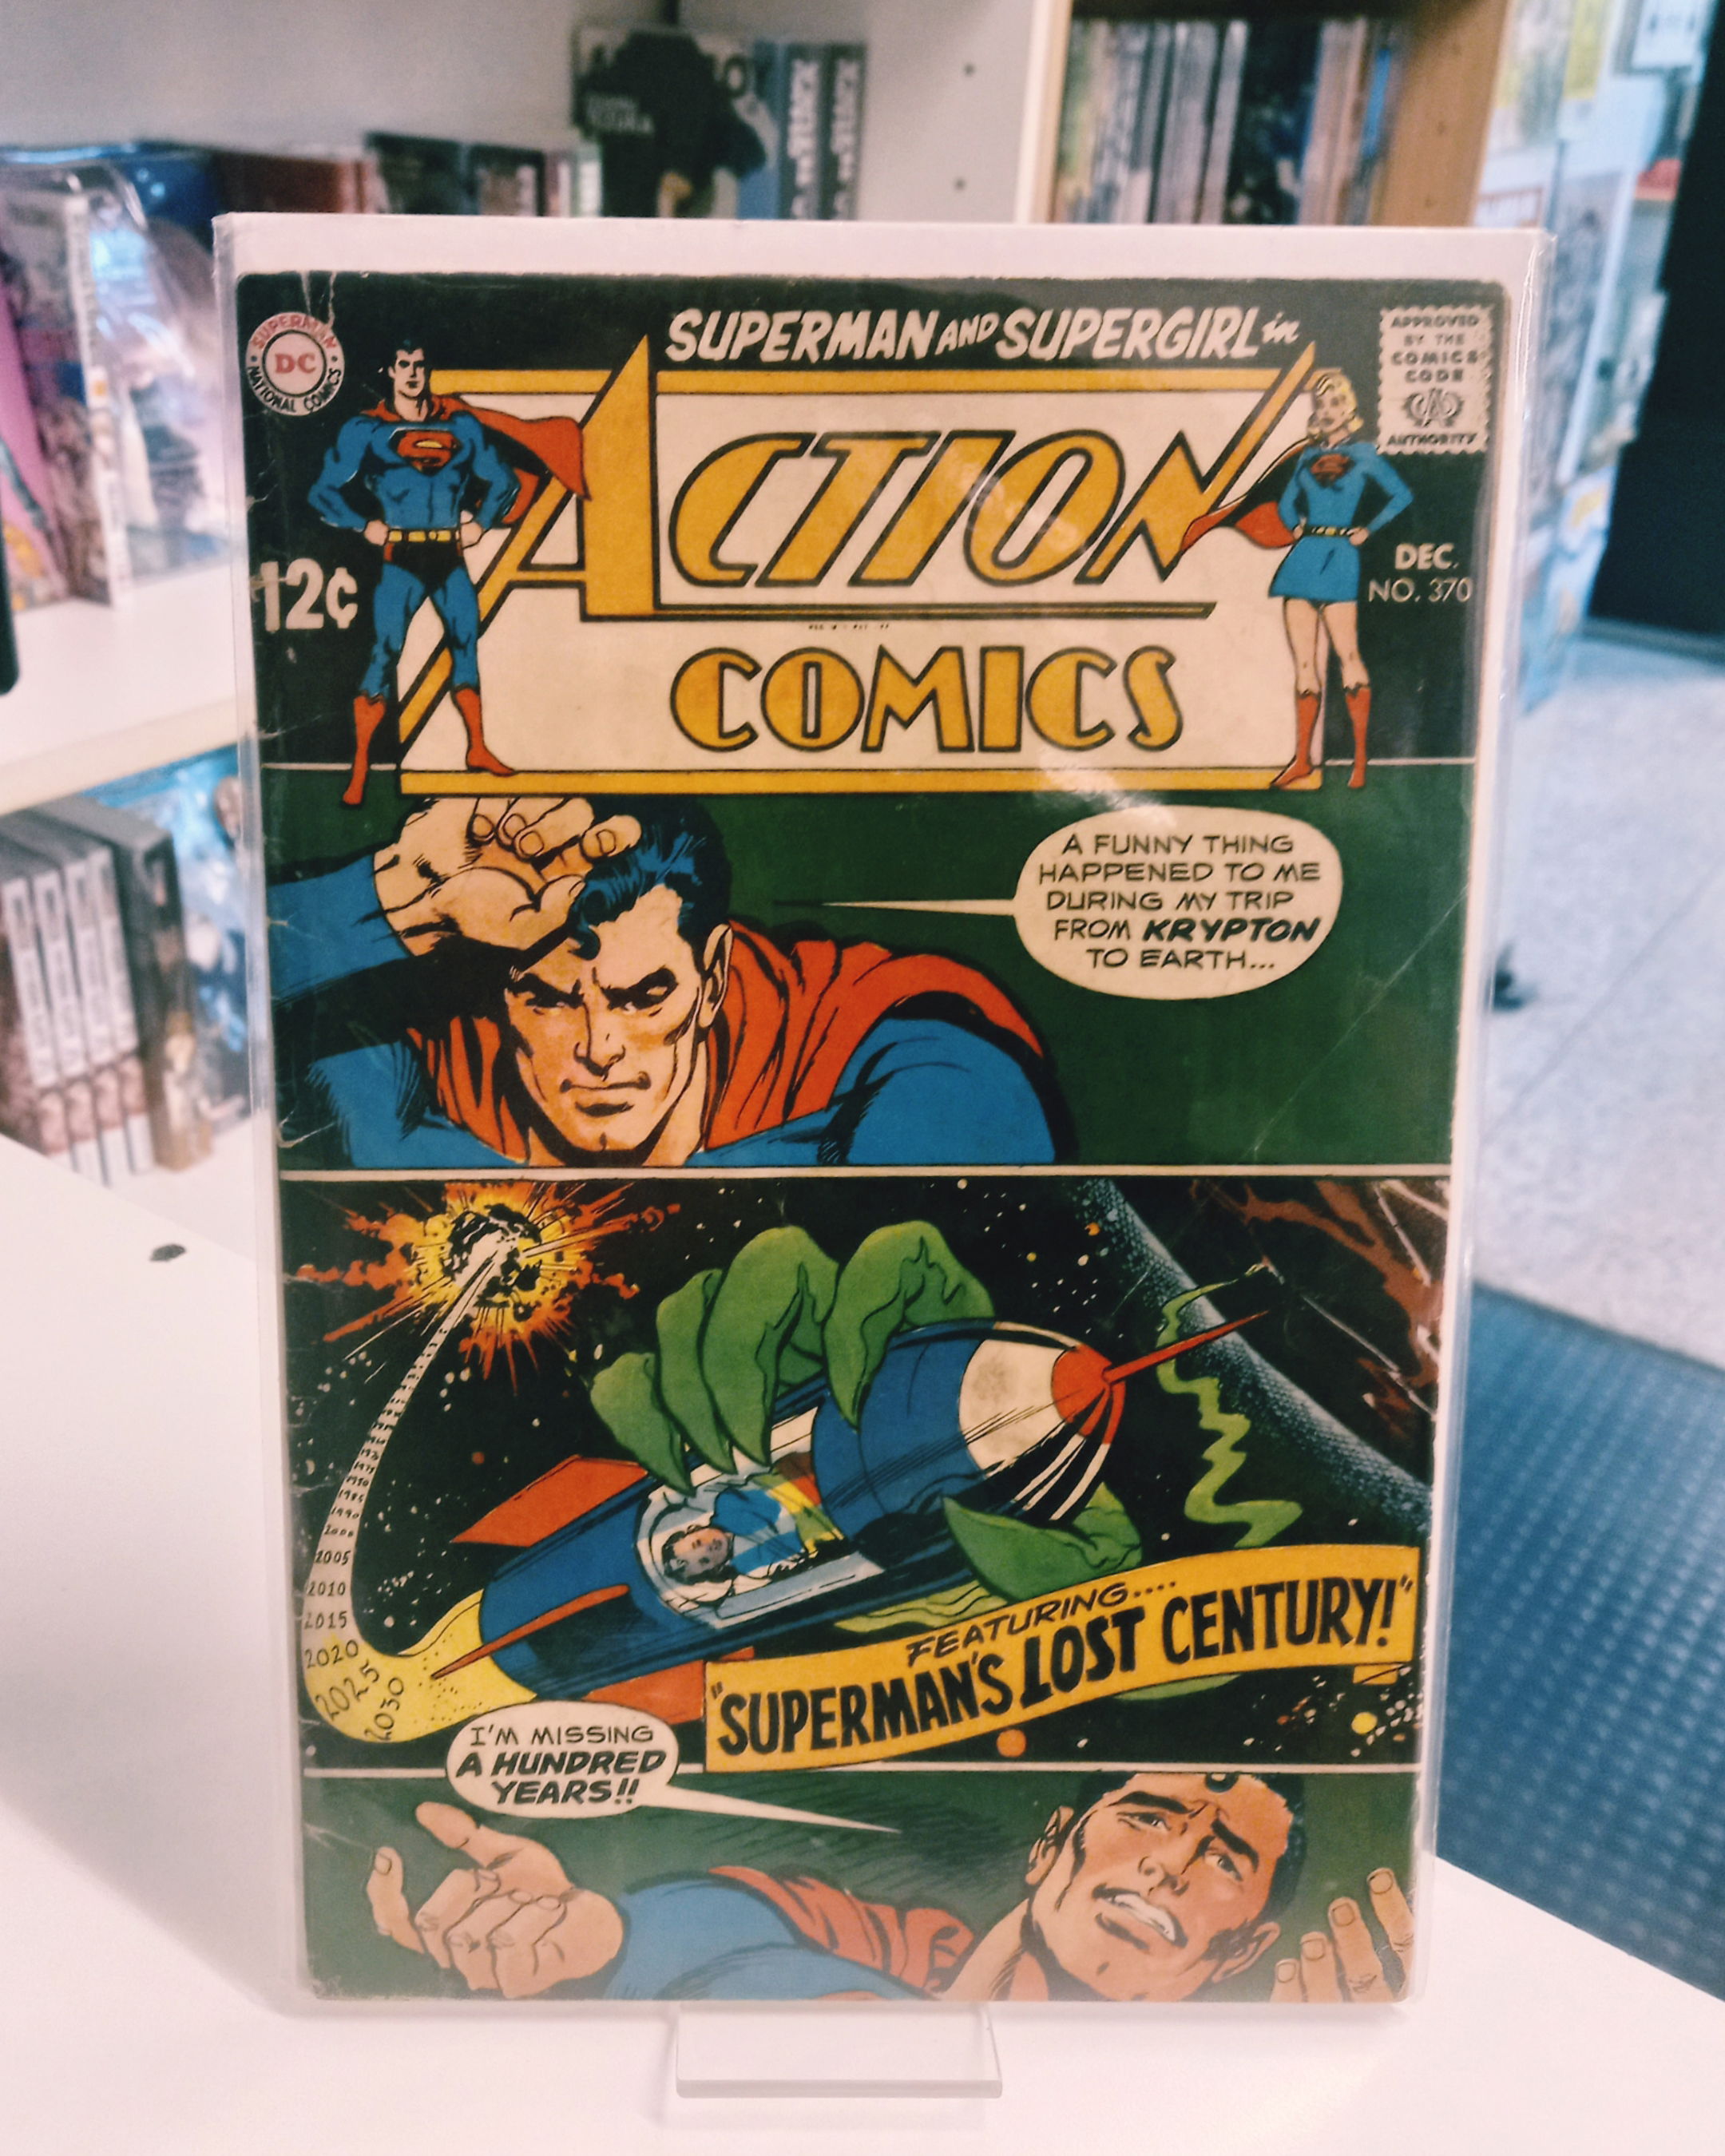 SUPERMAN
DC
NATIONAL COMICS
SUPERMAN AND SUPERGIRL in
APPROVED
BY THE
COMICS
CODE
AUTHORITY
ACTION
COMICS
12¢
DEC.
NO. 370
A FUNNY THING
HAPPENED TO ME
DURING MY TRIP
FROM KRYPTON
TO EARTH...
1990
2000
2005
2010
2015
2020
2025
2030
FEATURING....
"SUPERMAN'S LOST CENTURY!"
I'M MISSING
A HUNDRED
YEARS!!